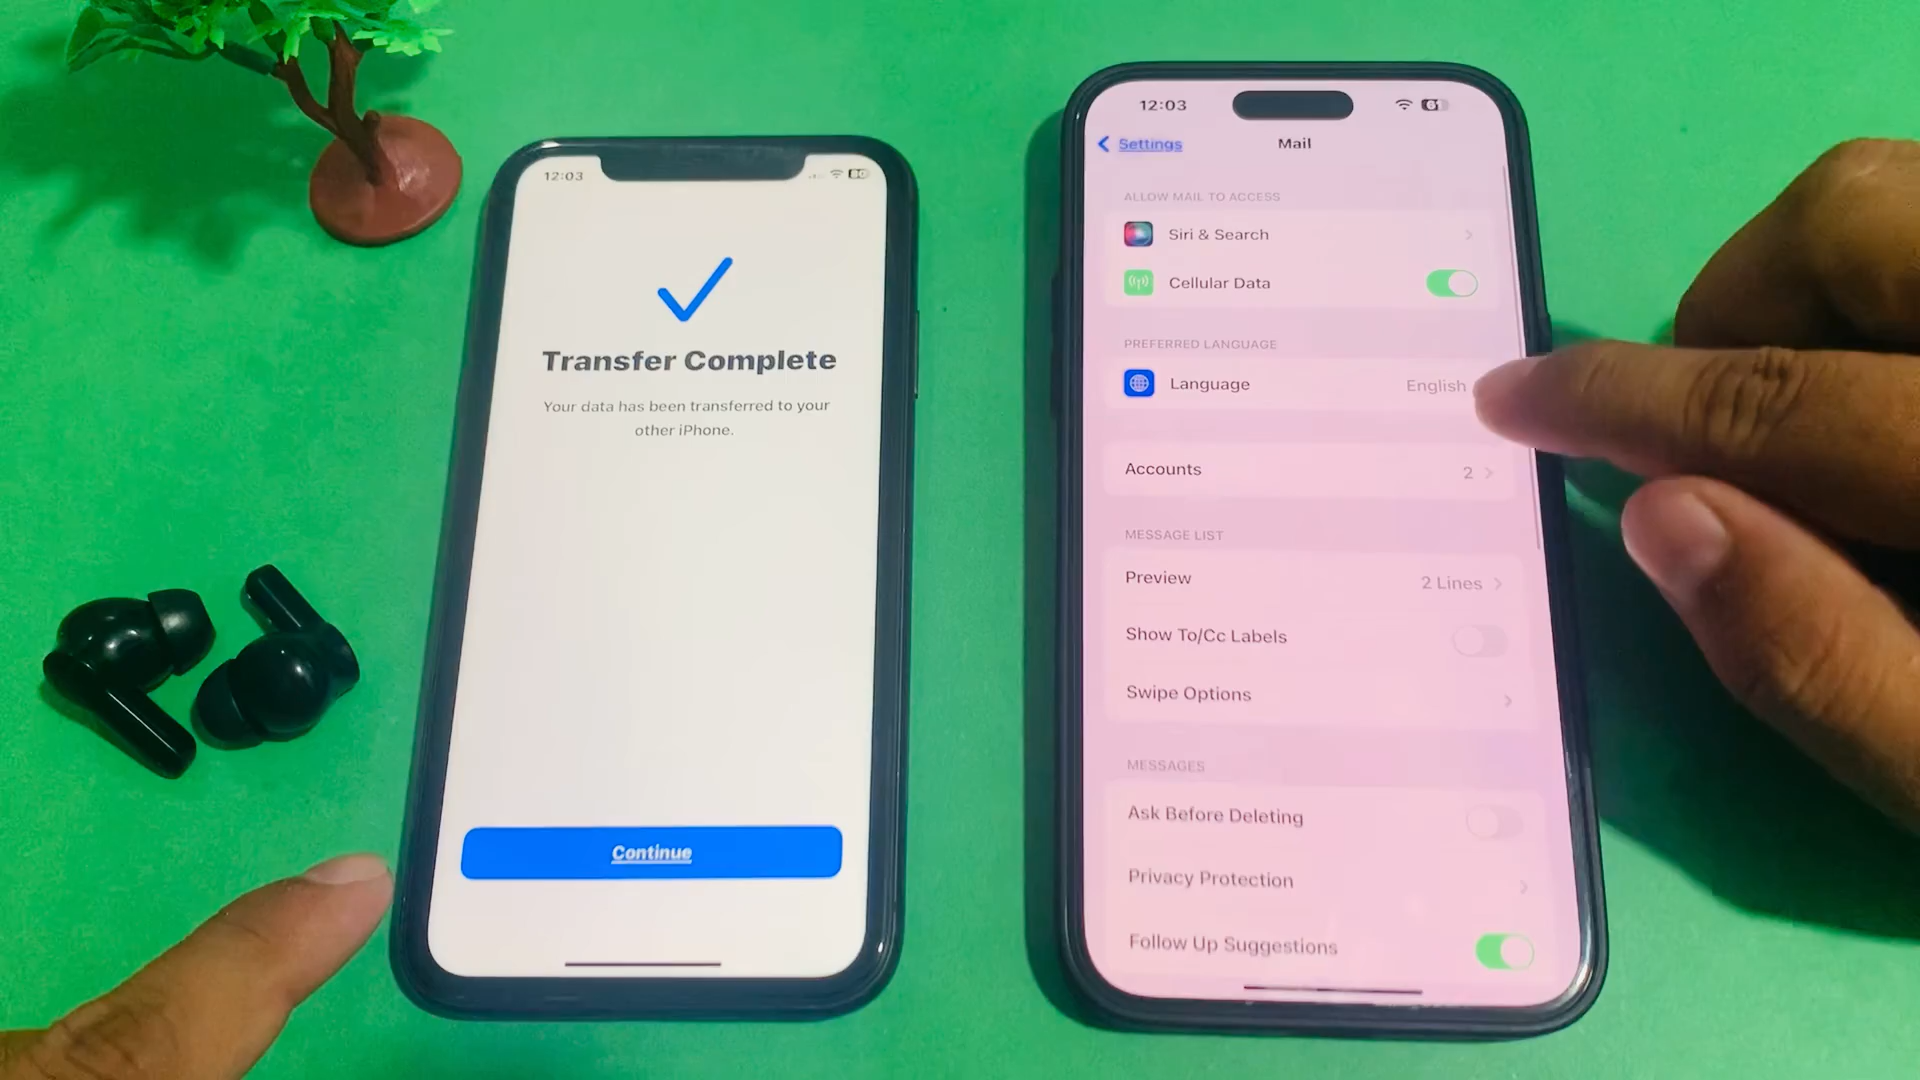 12:03
80
Transfer Complete
Your data has been transferred to your
other iPhone.
Continue
12:03
61
Settings
Mail
ALLOW MAIL TO ACCESS
Siri & Search
Cellular Data
PREFERRED LANGUAGE
Language
English
Accounts
2
MESSAGE LIST
Preview
2 Lines
Show To/Cc Labels
Swipe Options
MESSAGES
Ask Before Deleting
Privacy Protection
Follow Up Suggestions